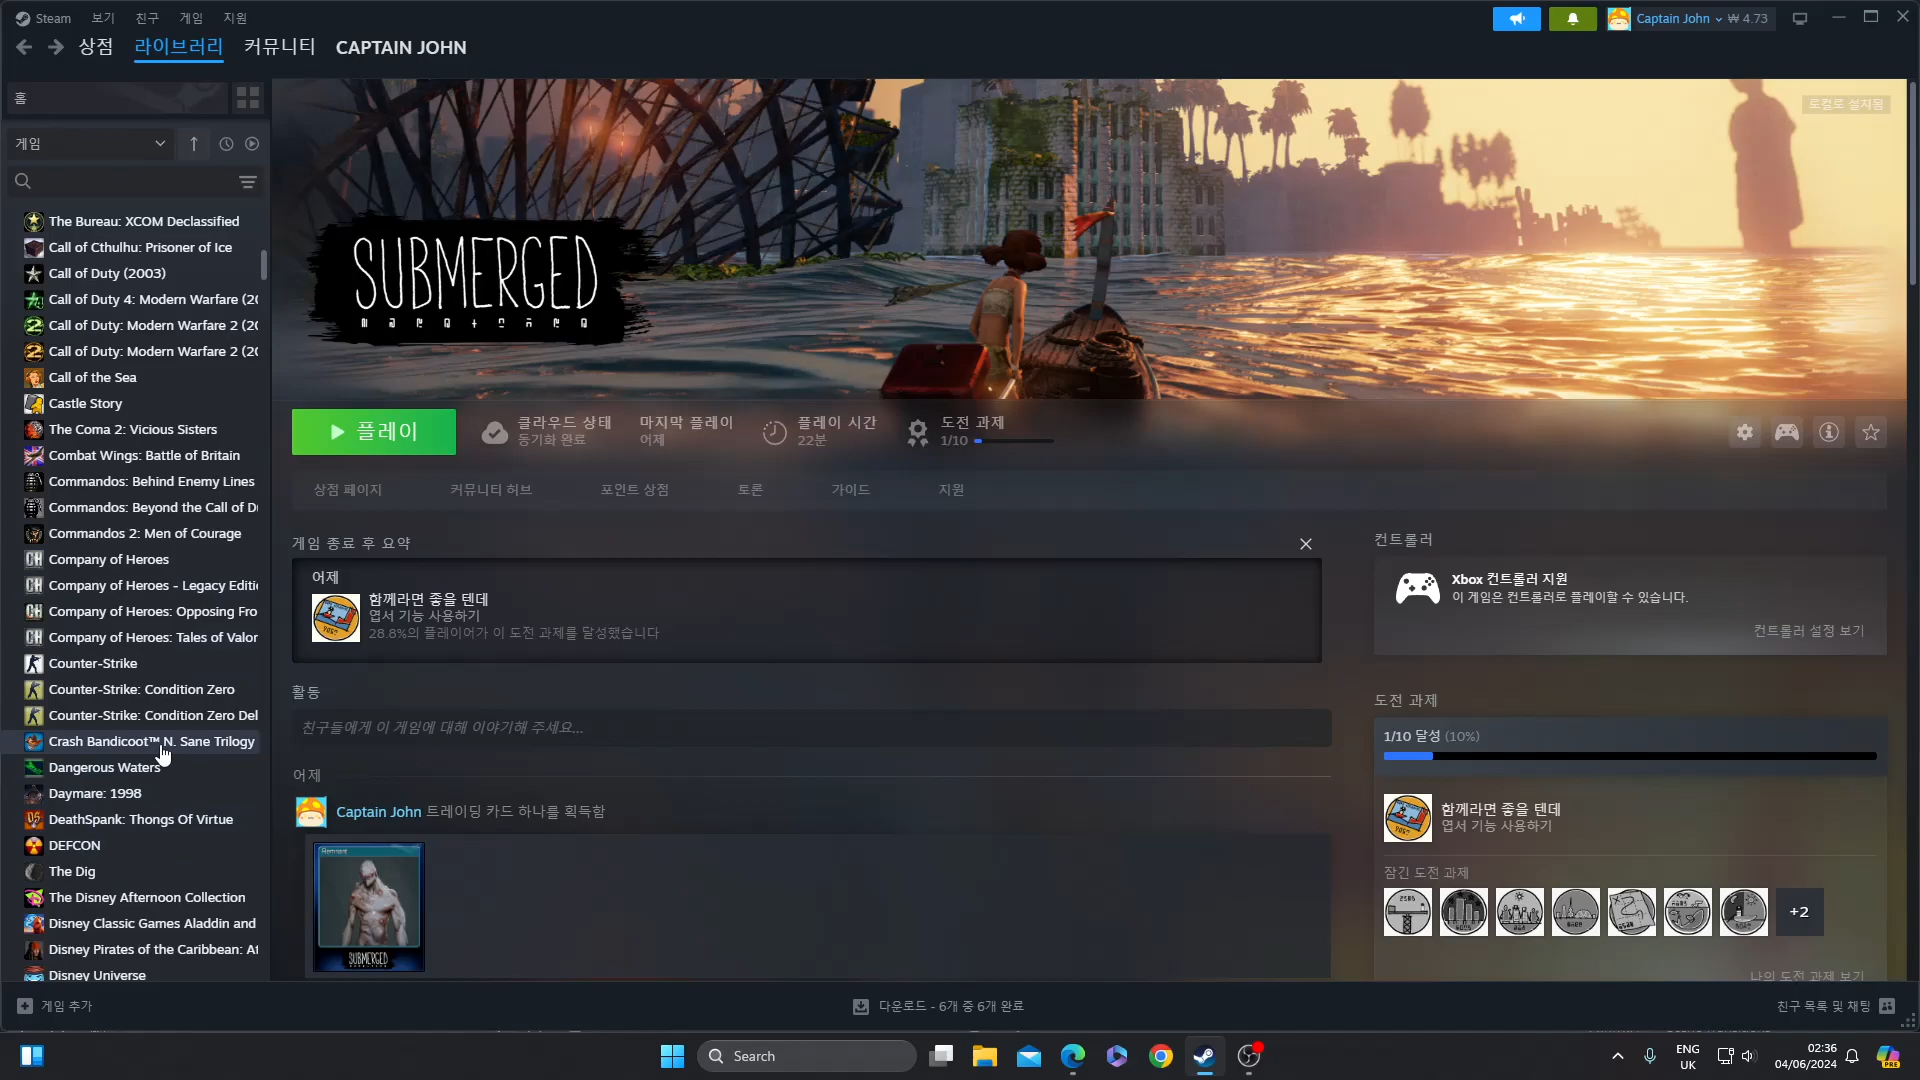 Steam 보기 친구 게임 지원
Captain John ₩ 4.73
상점 라이브러리 커뮤니티 CAPTAIN JOHN
홈
로컬로 설치됨
게임
The Bureau: XCOM Declassified
Call of Cthulhu: Prisoner of Ice
Call of Duty (2003)
Call of Duty 4: Modern Warfare (20
Call of Duty: Modern Warfare 2 (20
Call of Duty: Modern Warfare 2 (20
Call of the Sea
Castle Story
The Coma 2: Vicious Sisters
Combat Wings: Battle of Britain
Commandos: Behind Enemy Lines
Commandos: Beyond the Call of D
Commandos 2: Men of Courage
Company of Heroes
Company of Heroes - Legacy Editi
Company of Heroes: Opposing Fro
Company of Heroes: Tales of Valor
Counter-Strike
Counter-Strike: Condition Zero
Counter-Strike: Condition Zero Del
Crash Bandicoot™ N. Sane Trilogy
Dangerous Waters
Daymare: 1998
DeathSpank: Thongs Of Virtue
DEFCON
The Dig
The Disney Afternoon Collection
Disney Classic Games Aladdin and
Disney Pirates of the Caribbean: At
Disney Universe
SUBMERGED
플레이
클라우드 상태
동기화 완료
마지막 플레이
어제
플레이 시간
22분
도전 과제
1/10
상점 페이지 커뮤니티 허브 포인트 상점 토론 가이드 지원
게임 종료 후 요약
어제
함께라면 좋을 텐데
엽서 기능 사용하기
28.8%의 플레이어가 이 도전 과제를 달성했습니다
활동
친구들에게 이 게임에 대해 이야기해 주세요...
어제
Captain John 트레이딩 카드 하나를 획득함
Remnant
SUBMERGED
컨트롤러
Xbox 컨트롤러 지원
이 게임은 컨트롤러로 플레이할 수 있습니다.
컨트롤러 설정 보기
도전 과제
1/10 달성 (10%)
함께라면 좋을 텐데
엽서 기능 사용하기
잠긴 도전 과제
+2
나의 도전 과제 보기
게임 추가
다운로드 - 6개 중 6개 완료
친구 목록 및 채팅
Search
ENG
UK
02:36
04/06/2024
PRE